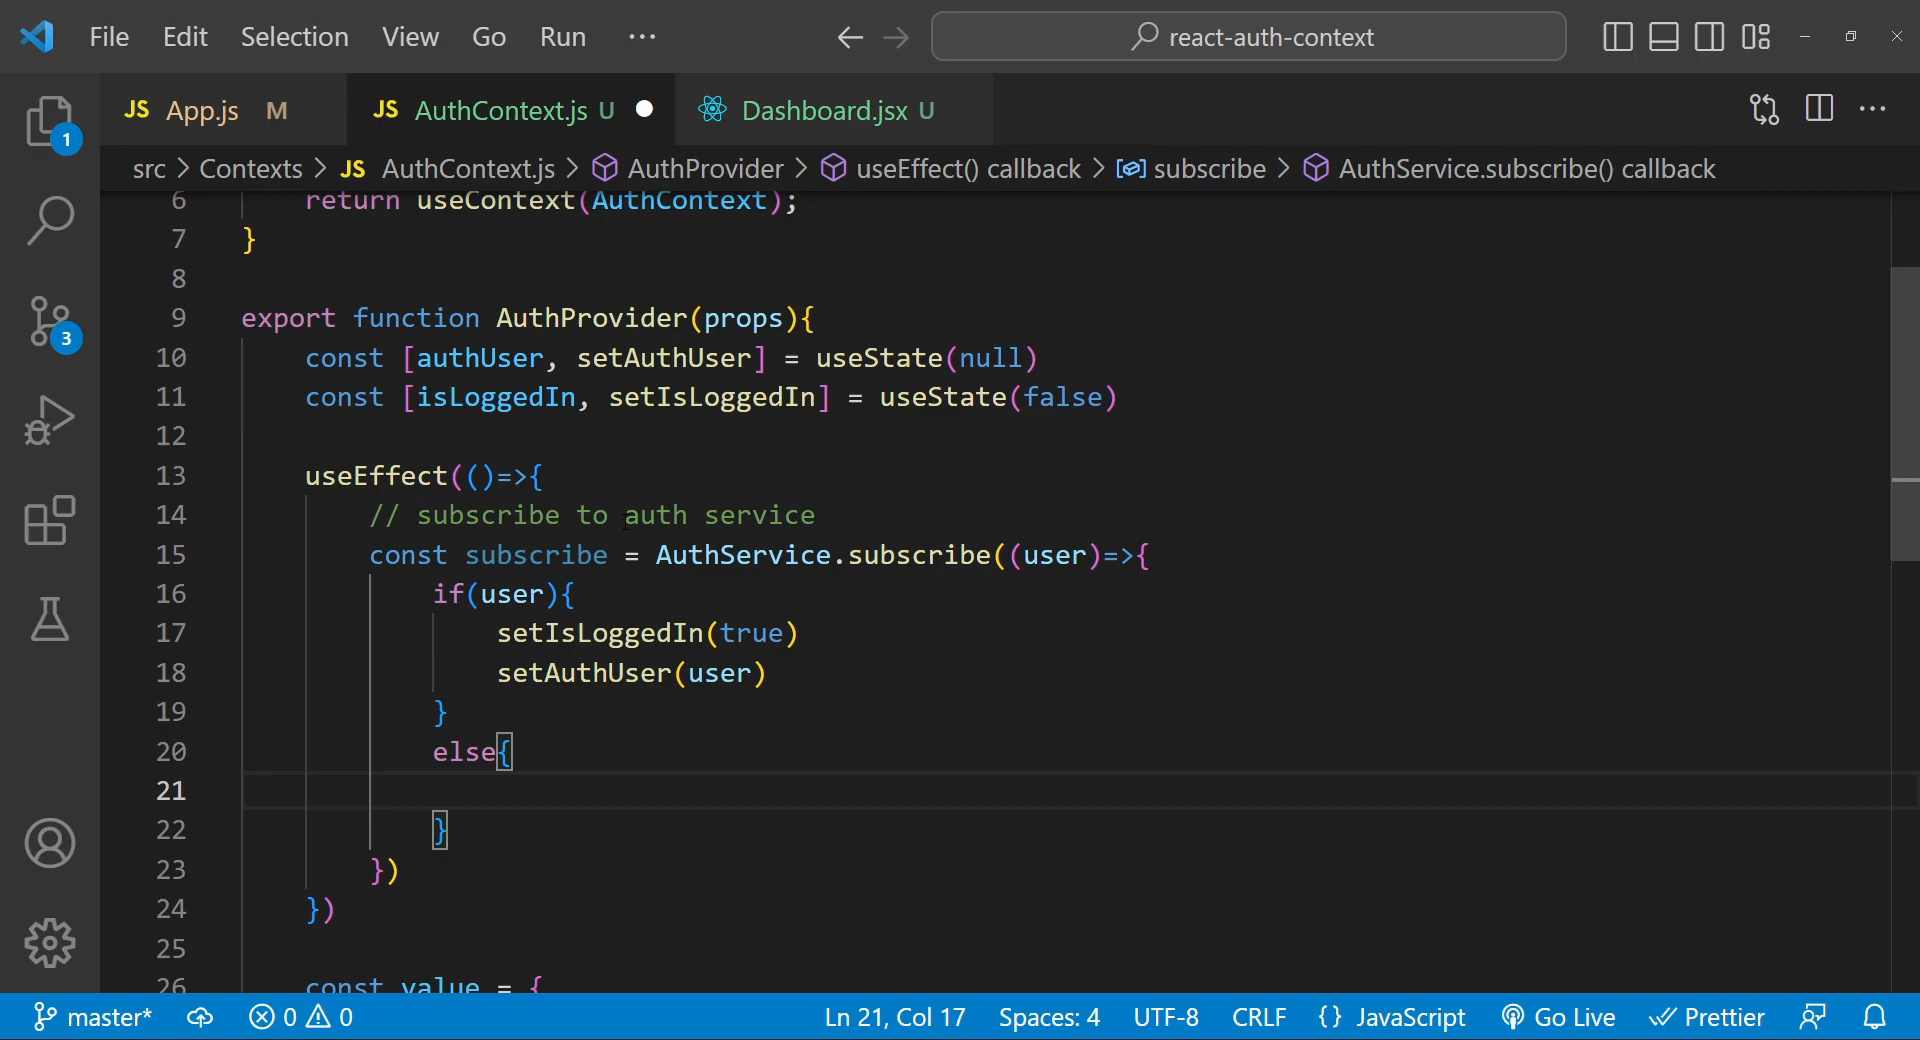 File Edit Selection View Go Run ··· react-auth-context
JS App.js M JS AuthContext.js U Dashboard.jsx U
src > Contexts > JS AuthContext.js > AuthProvider > useEffect() callback > subscribe > AuthService.subscribe() callback
6 return useContext(AuthContext);
7 }
8
9 export function AuthProvider(props){
10 const [authUser, setAuthUser] = useState(null)
11 const [isLoggedIn, setIsLoggedIn] = useState(false)
12
13 useEffect(()=>{
14 // subscribe to auth service
15 const subscribe = AuthService.subscribe((user)=>{
16 if(user){
17 setIsLoggedIn(true)
18 setAuthUser(user)
19 }
20 else{
21
22 }
23 })
24 })
25
26 const value = {
1
3
master* 0 0 Ln 21, Col 17 Spaces: 4 UTF-8 CRLF {} JavaScript Go Live Prettier